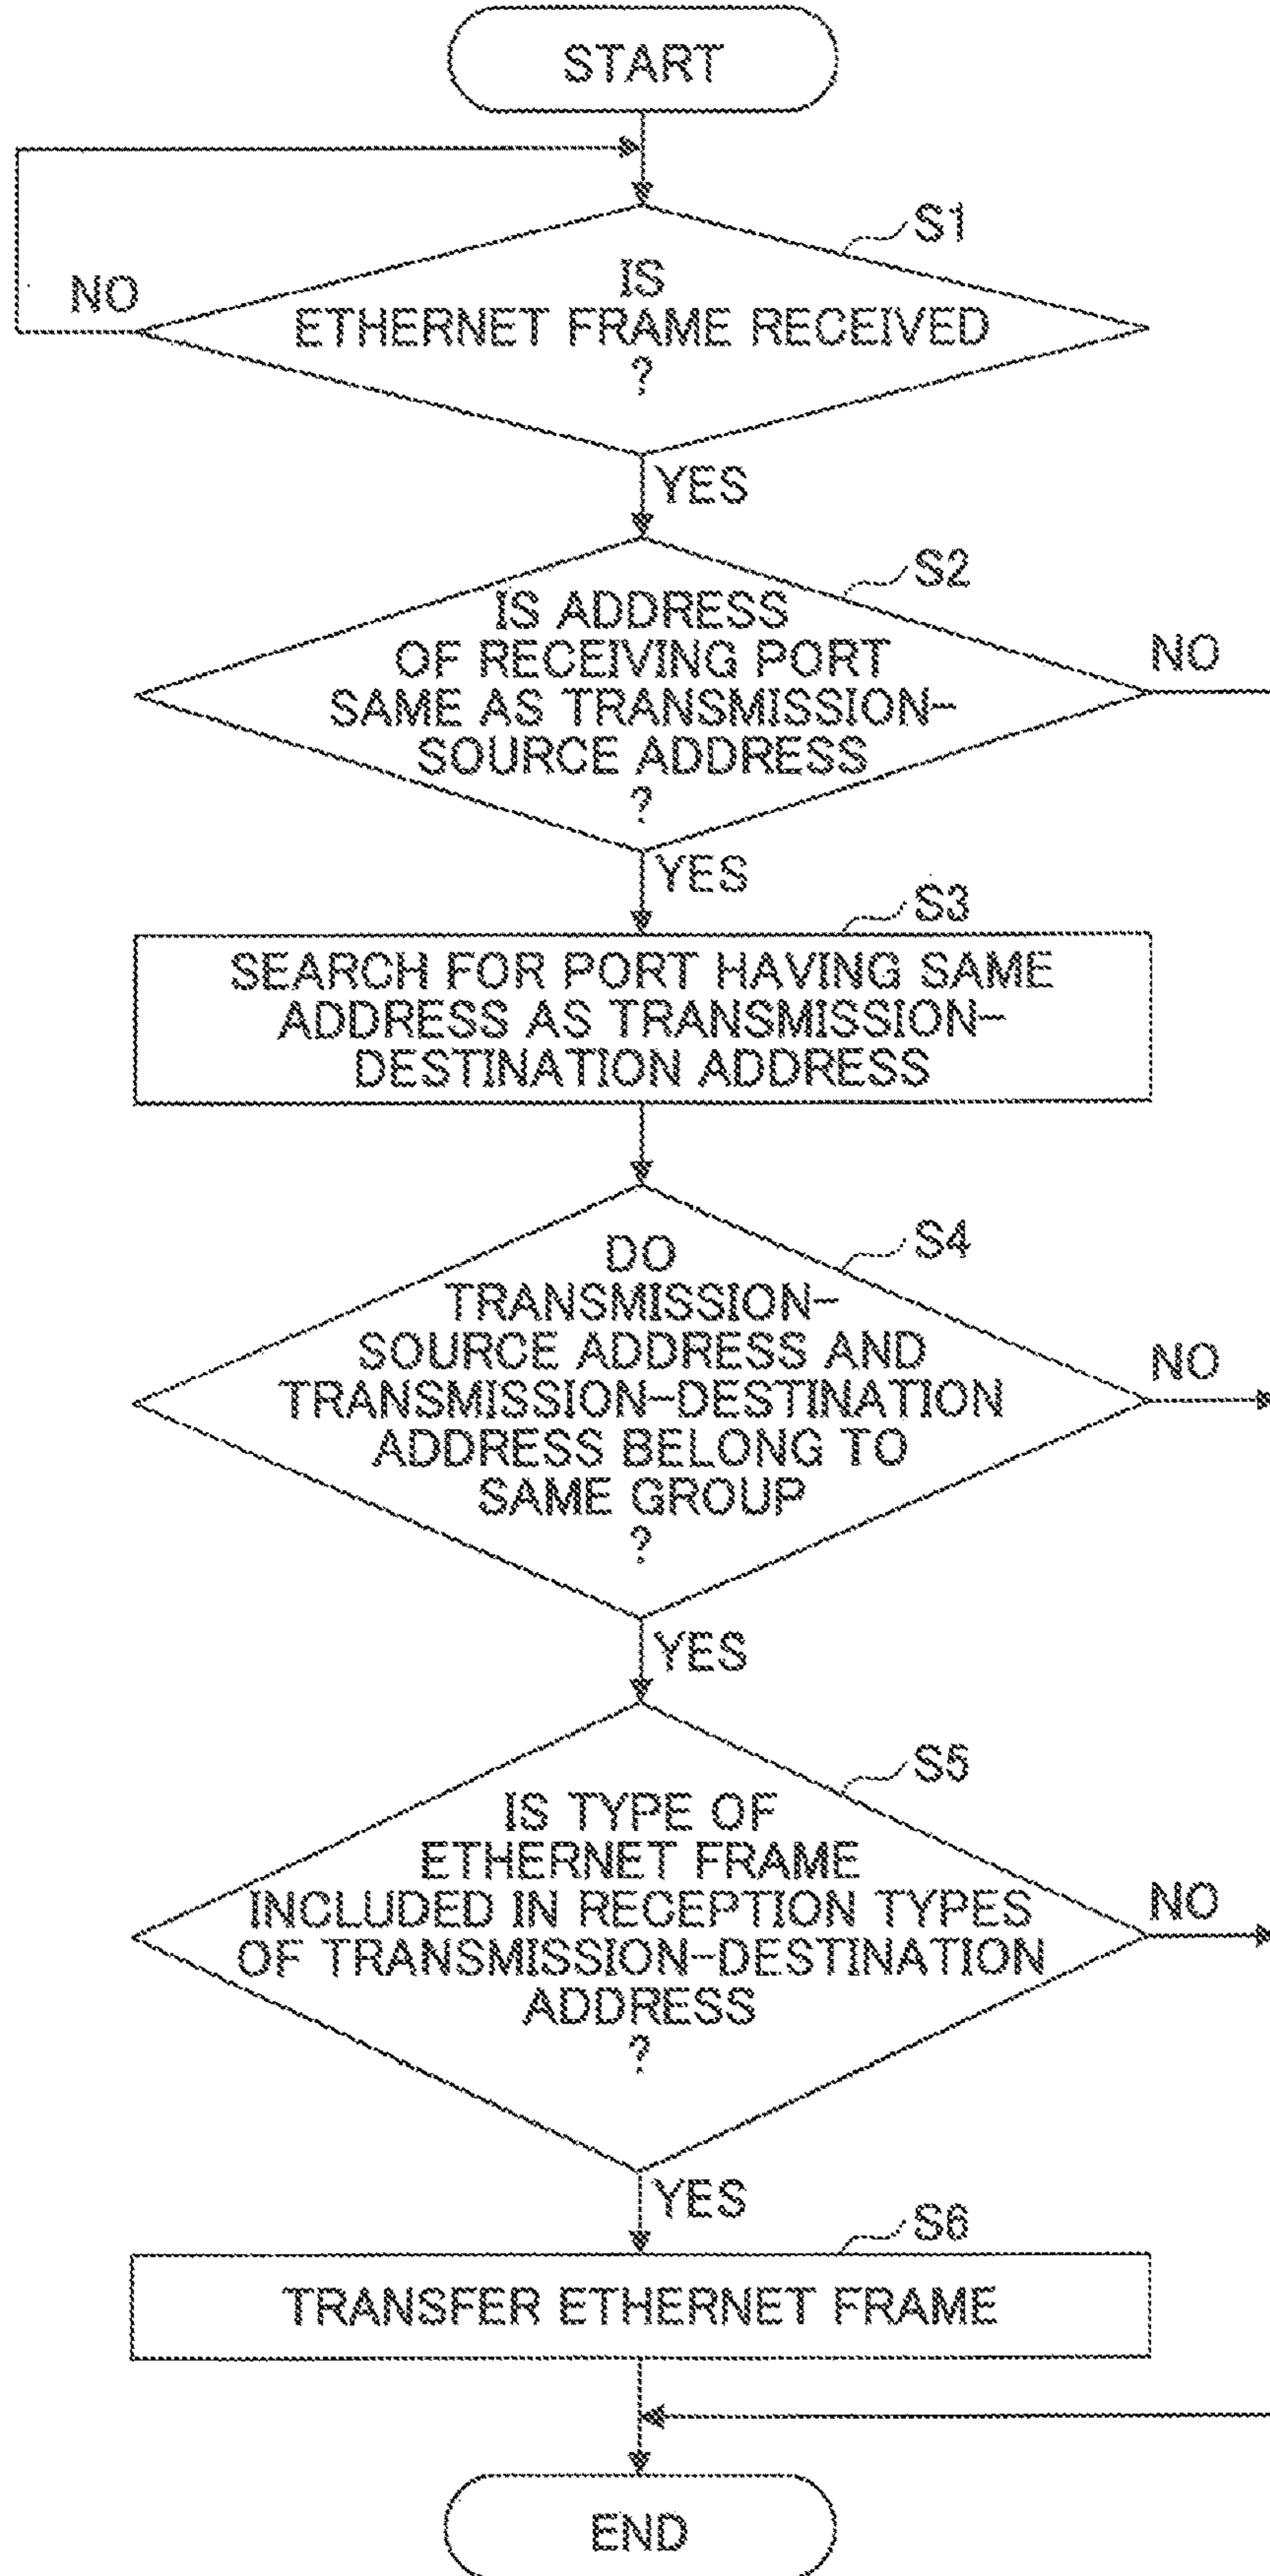 START
S1
NO
IS
ETHERNET FRAME RECEIVED
?
YES
S2
IS ADDRESS
OF RECEIVING PORT
SAME AS TRANSMISSION-
SOURCE ADDRESS
?
NO
YES
S3
SEARCH FOR PORT HAVING SAME
ADDRESS AS TRANSMISSION-
DESTINATION ADDRESS
S4
DO
TRANSMISSION-
SOURCE ADDRESS AND
TRANSMISSION-DESTINATION
ADDRESS BELONG TO
SAME GROUP
?
NO
YES
S5
IS TYPE OF
ETHERNET FRAME
INCLUDED IN RECEPTION TYPES
OF TRANSMISSION-DESTINATION
ADDRESS
?
NO
YES
S6
TRANSFER ETHERNET FRAME
END